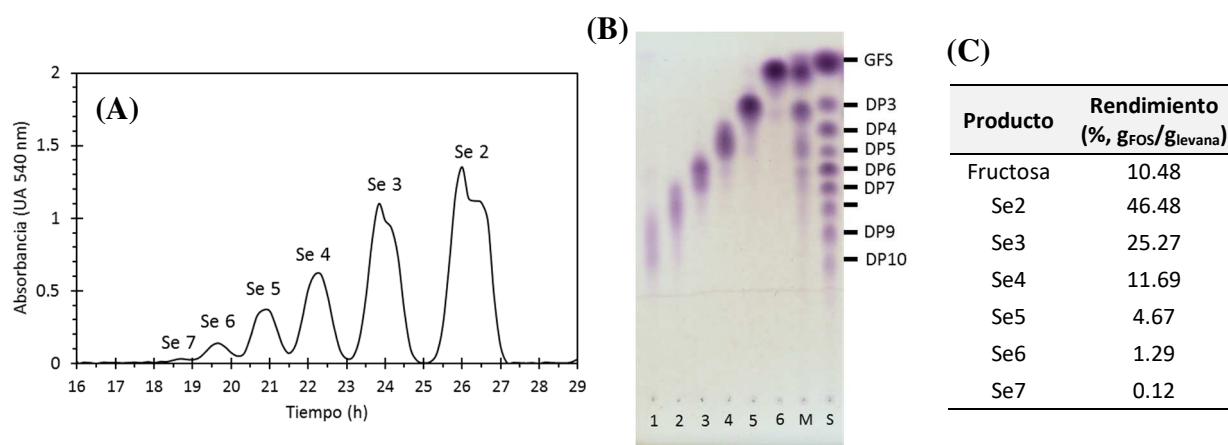 (A)
Absorbancia (UA 540 nm)
2
1.5
1
0.5
0
Se 7
Se 6
Se 5
Se 4
Se 3
Se 2
16 17 18 19 20 21 22 23 24 25 26 27 28 29
Tiempo (h)
(B)
GFS
DP3
DP4
DP5
DP6
DP7
DP9
DP10
1 2 3 4 5 6 M S
(C)
Producto Rendimiento (%, gFOS/glevana)
Fructosa 10.48
Se2 46.48
Se3 25.27
Se4 11.69
Se5 4.67
Se6 1.29
Se7 0.12